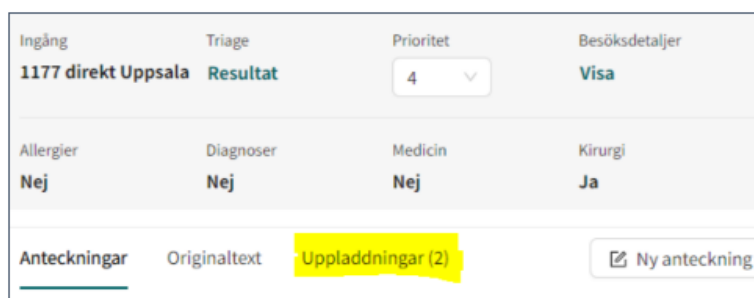 Ingång Triage Prioritet Besöksdetaljer
1177 direkt Uppsala Resultat 4 Visa
Allergier Diagnoser Medicin Kirurgi
Nej Nej Nej Ja
Anteckningar Originaltext Uppladdningar (2) Ny anteckning